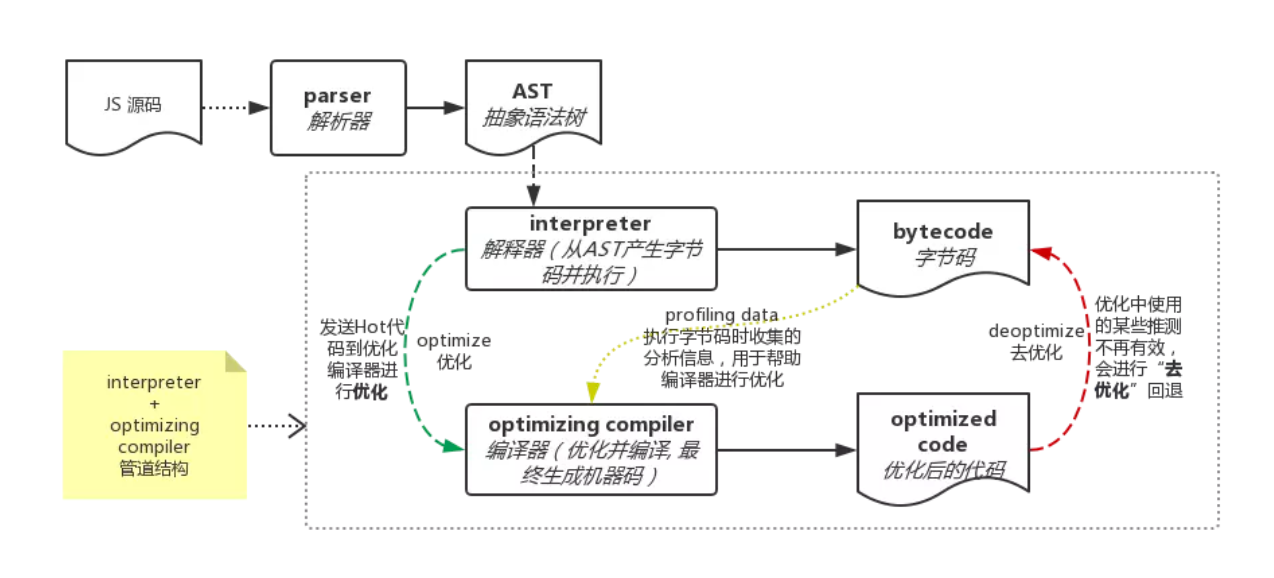 JS 源码
parser
解析器
AST
抽象语法树
interpreter
解释器（从AST产生字节
码并执行）
bytecode
字节码
发送Hot代
码到优化
编译器进
行优化
optimize
优化
profiling data
执行字节码时收集的
分析信息，用于帮助
编译器进行优化
deoptimize
去优化
优化中使用
的某些推测
不再有效，
会进行“去
优化”回退
interpreter
+
optimizing
compiler
管道结构
optimizing compiler
编译器（优化并编译, 最
终生成机器码）
optimized
code
优化后的代码